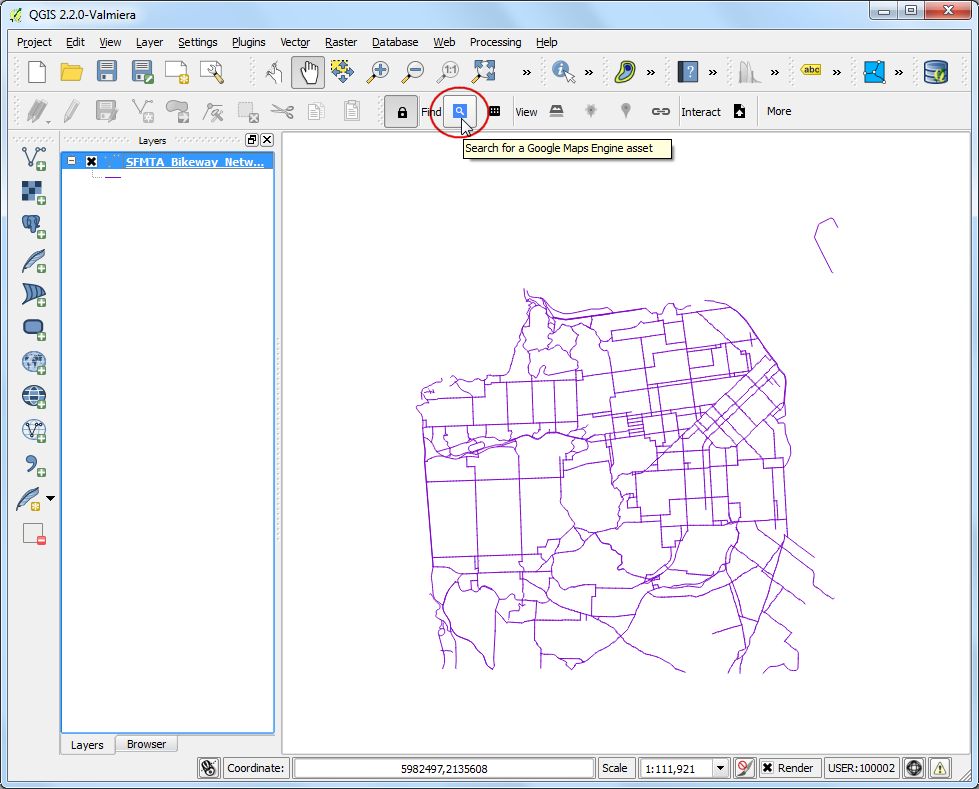 QGIS 2.2.0-Valmiera
Project Edit View Layer Settings Plugins Vector Raster Database Web Processing Help
1:1 » » » ? » » abc » »
Find View Interact More
Search for a Google Maps Engine asset
Layers
SFMTA_Bikeway_Netw...
Layers Browser
Coordinate: 5982497,2135608 Scale 1:111,921 Render USER:100002